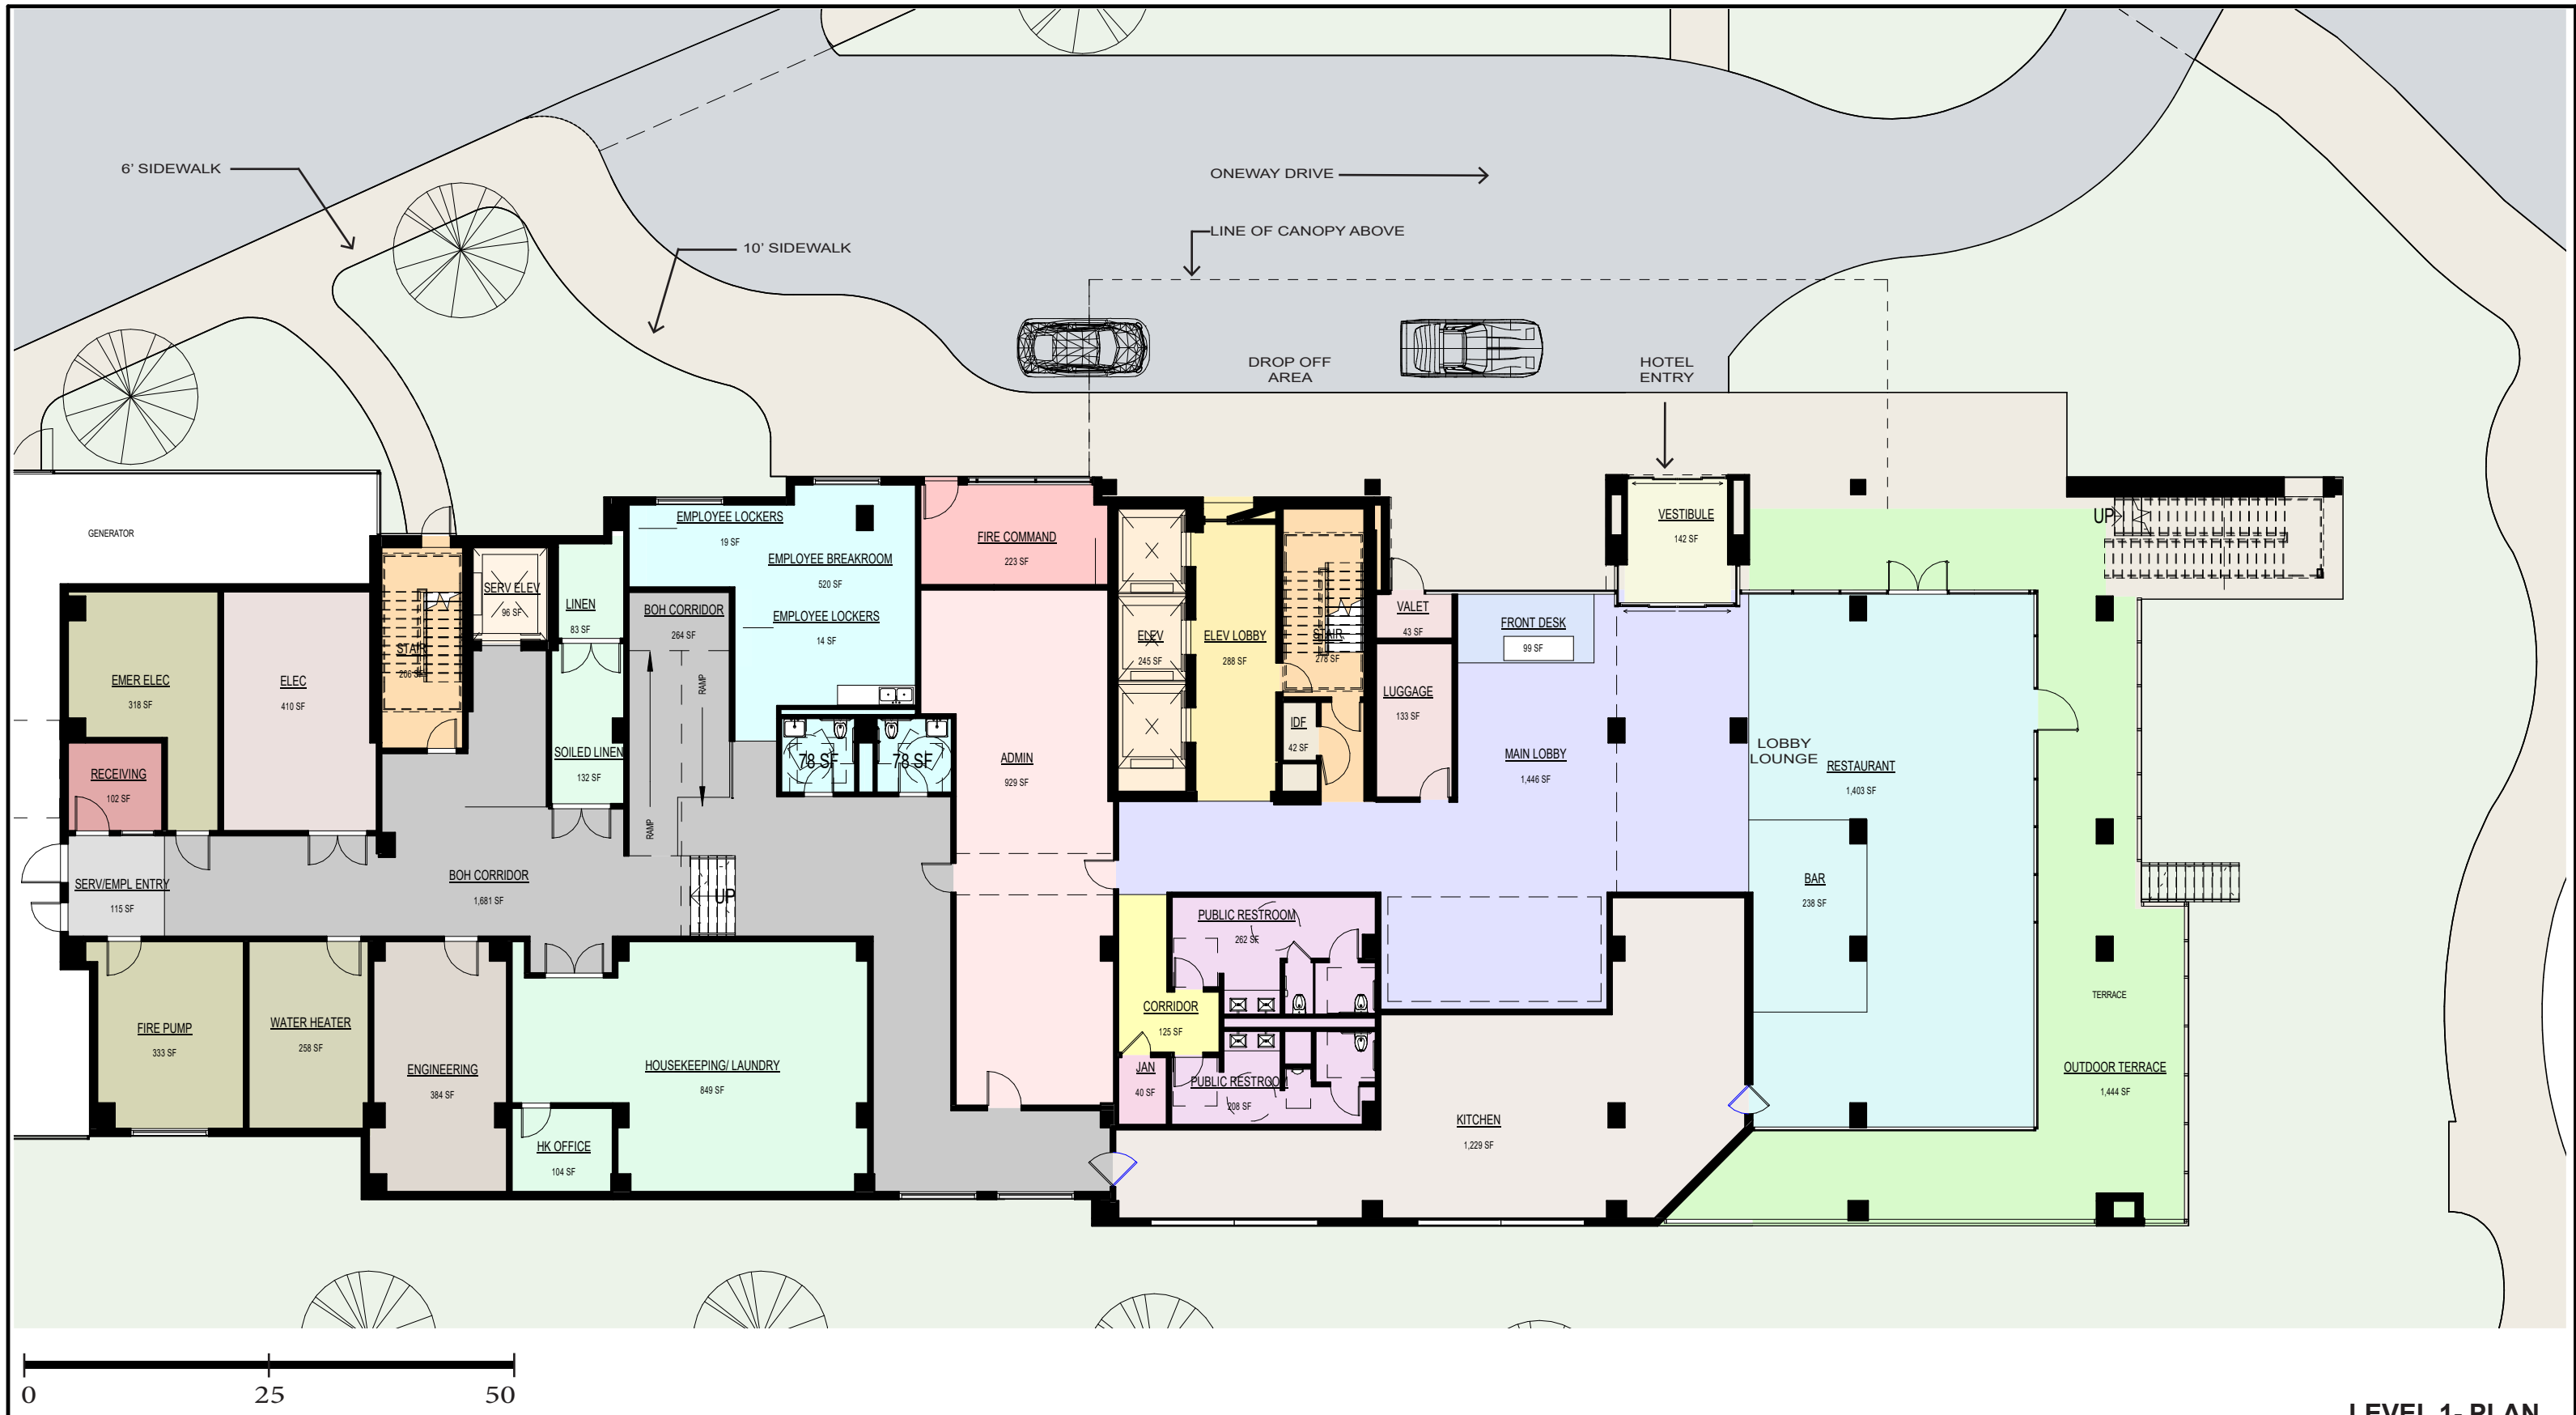 6' SIDEWALK
ONEWAY DRIVE
LINE OF CANOPY ABOVE
10' SIDEWALK
DROP OFF
AREA
HOTEL
ENTRY
GENERATOR
EMPLOYEE LOCKERS
19 SF
EMPLOYEE BREAKROOM
520 SF
EMPLOYEE LOCKERS
14 SF
FIRE COMMAND
223 SF
VESTIBULE
142 SF
UP
SERV ELEV
96 SF
LINEN
83 SF
BOH CORRIDOR
264 SF
RAMP
RAMP
STAIR
266 SF
ELEV
245 SF
ELEV LOBBY
288 SF
STAIR
278 SF
VALET
43 SF
FRONT DESK
99 SF
EMER ELEC
318 SF
ELEC
410 SF
LUGGAGE
133 SF
IDF
42 SF
SOILED LINEN
132 SF
78 SF
78 SF
ADMIN
929 SF
MAIN LOBBY
1,446 SF
LOBBY
LOUNGE
RESTAURANT
1,403 SF
RECEIVING
102 SF
SERV/EMPL ENTRY
115 SF
BOH CORRIDOR
1,681 SF
UP
BAR
238 SF
PUBLIC RESTROOM
262 SF
TERRACE
CORRIDOR
125 SF
FIRE PUMP
333 SF
WATER HEATER
258 SF
ENGINEERING
384 SF
HOUSEKEEPING/ LAUNDRY
849 SF
JAN
40 SF
PUBLIC RESTROOM
208 SF
OUTDOOR TERRACE
1,444 SF
KITCHEN
1,229 SF
HK OFFICE
104 SF
0
25
50
LEVEL 1- PLAN